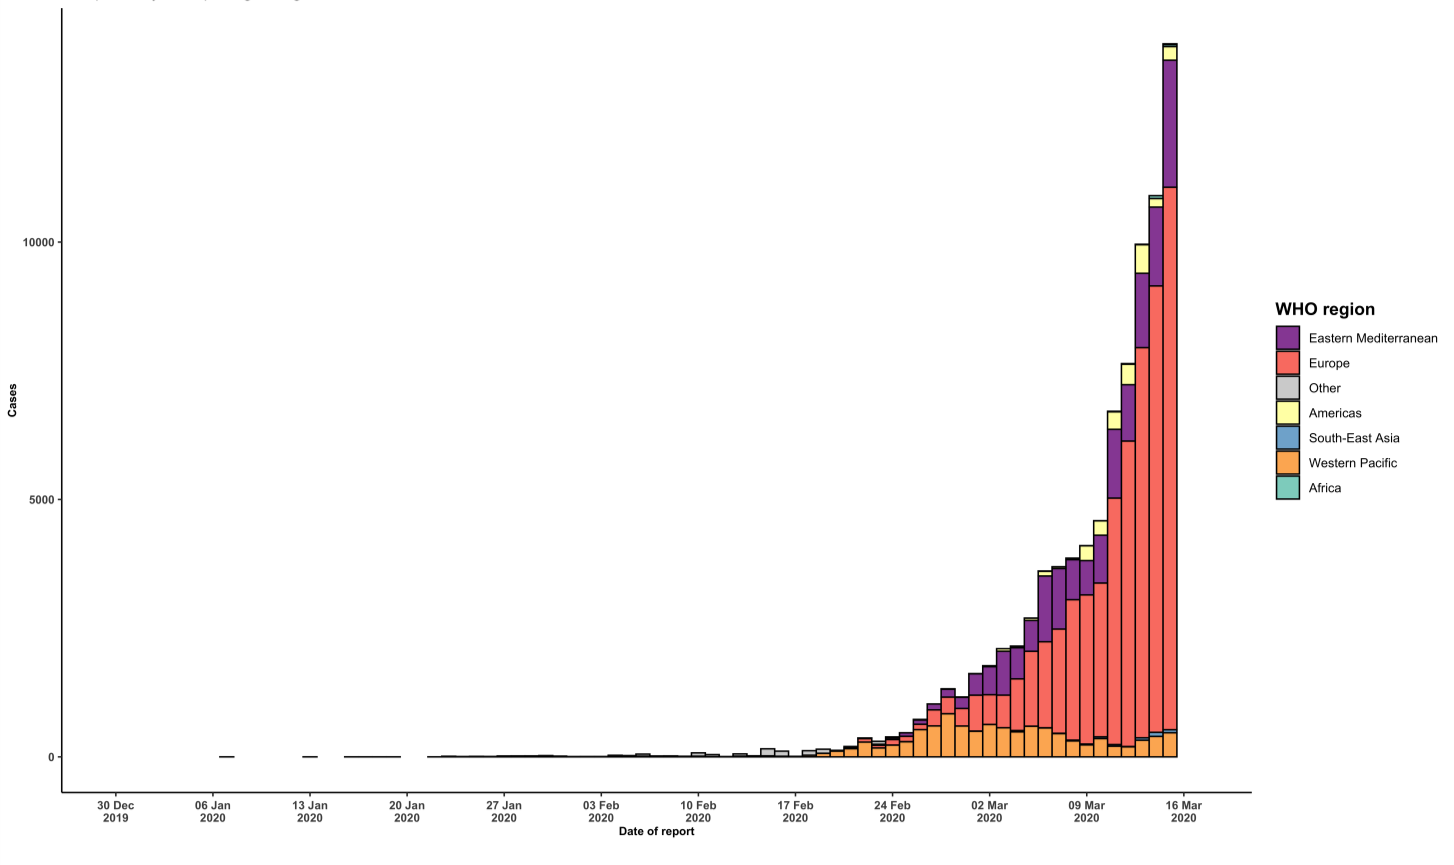 10000
5000
0
Cases
30 Dec
2019
06 Jan
2020
13 Jan
2020
20 Jan
2020
27 Jan
2020
03 Feb
2020
10 Feb
2020
17 Feb
2020
24 Feb
2020
02 Mar
2020
09 Mar
2020
16 Mar
2020
Date of report
WHO region
Eastern Mediterranean
Europe
Other
Americas
South-East Asia
Western Pacific
Africa